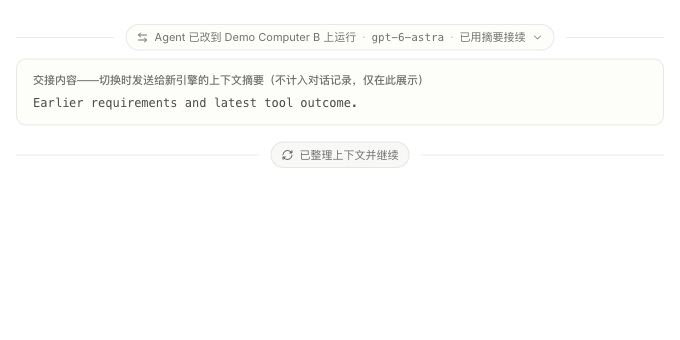 Agent 已改到 Demo Computer B 上运行 · gpt-6-astra · 已用摘要接续
交接内容——切换时发送给新引擎的上下文摘要（不计入对话记录，仅在此展示）
Earlier requirements and latest tool outcome.
已整理上下文并继续